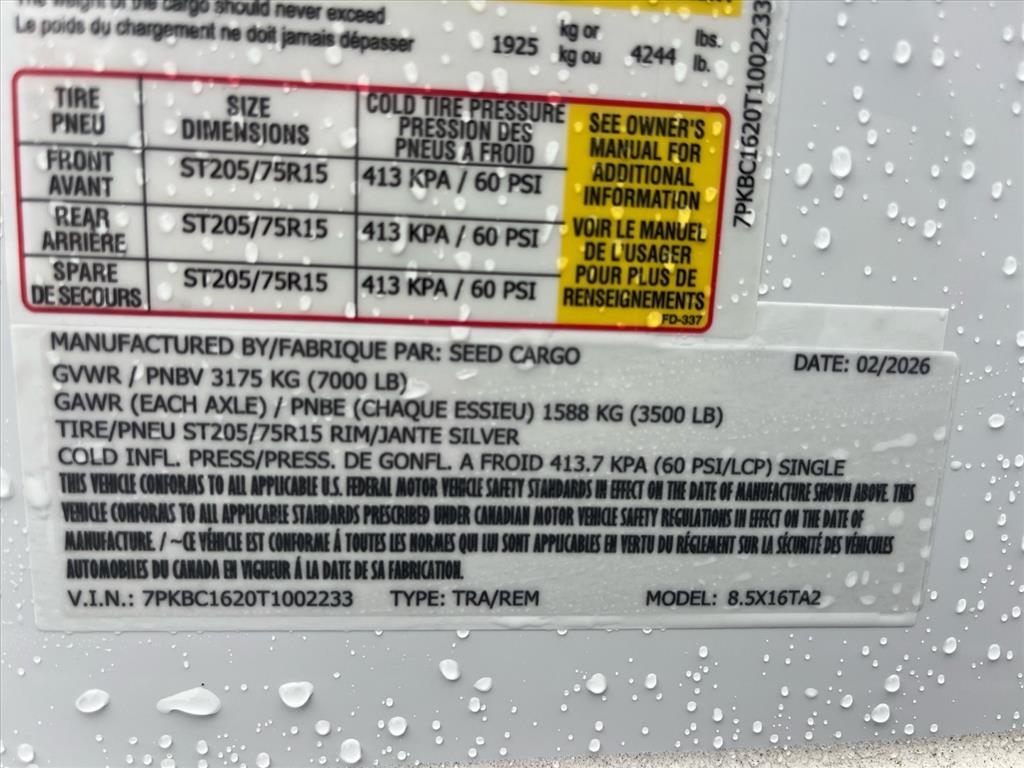 The weight of the cargo should never exceed
Le poids du chargement ne doit jamais dépasser 1925 kg or kg ou 4244 lbs. lb.
TIRE PNEU SIZE DIMENSIONS COLD TIRE PRESSURE PRESSION DES PNEUS A FROID
FRONT AVANT ST205/75R15 413 KPA / 60 PSI
REAR ARRIÈRE ST205/75R15 413 KPA / 60 PSI
SPARE DE SECOURS ST205/75R15 413 KPA / 60 PSI
SEE OWNER'S
MANUAL FOR
ADDITIONAL
INFORMATION
VOIR LE MANUEL
DE L'USAGER
POUR PLUS DE
RENSEIGNEMENTS
FD-337
7PKBC1620T1002233
MANUFACTURED BY/FABRIQUE PAR: SEED CARGO DATE: 02/2026
GVWR / PNBV 3175 KG (7000 LB)
GAWR (EACH AXLE) / PNBE (CHAQUE ESSIEU) 1588 KG (3500 LB)
TIRE/PNEU ST205/75R15 RIM/JANTE SILVER
COLD INFL. PRESS/PRESS. DE GONFL. A FROID 413.7 KPA (60 PSI/LCP) SINGLE
THIS VEHICLE CONFORMS TO ALL APPLICABLE U.S. FEDERAL MOTOR VEHICLE SAFETY STANDARDS IN EFFECT ON THE DATE OF MANUFACTURE SHOWN ABOVE. THIS
VEHICLE CONFORMS TO ALL APPLICABLE STANDARDS PRESCRIBED UNDER CANADIAN MOTOR VEHICLE SAFETY REGULATIONS IN EFFECT ON THE DATE OF
MANUFACTURE. / ~CE VÉHICLE EST CONFORME Á TOUTES LES NORMES QUI LUI SONT APPLICABLES EN VERTU DU RÉGLEMENT SUR LA SÉCURITÉ DES VÉHICULES
AUTOMOBILES DU CANADA EN VIGUEUR Á LA DATE DE SA FABRICATION.
V.I.N.: 7PKBC1620T1002233 TYPE: TRA/REM MODEL: 8.5X16TA2